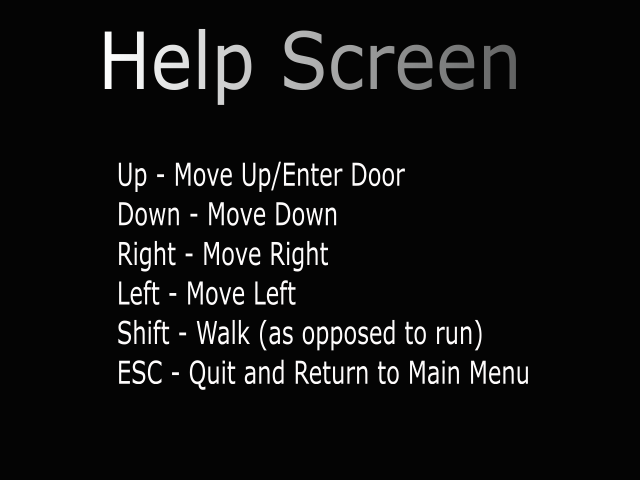 Help Screen
Up - Move Up/Enter Door
Down - Move Down
Right - Move Right
Left - Move Left
Shift - Walk (as opposed to run)
ESC - Quit and Return to Main Menu